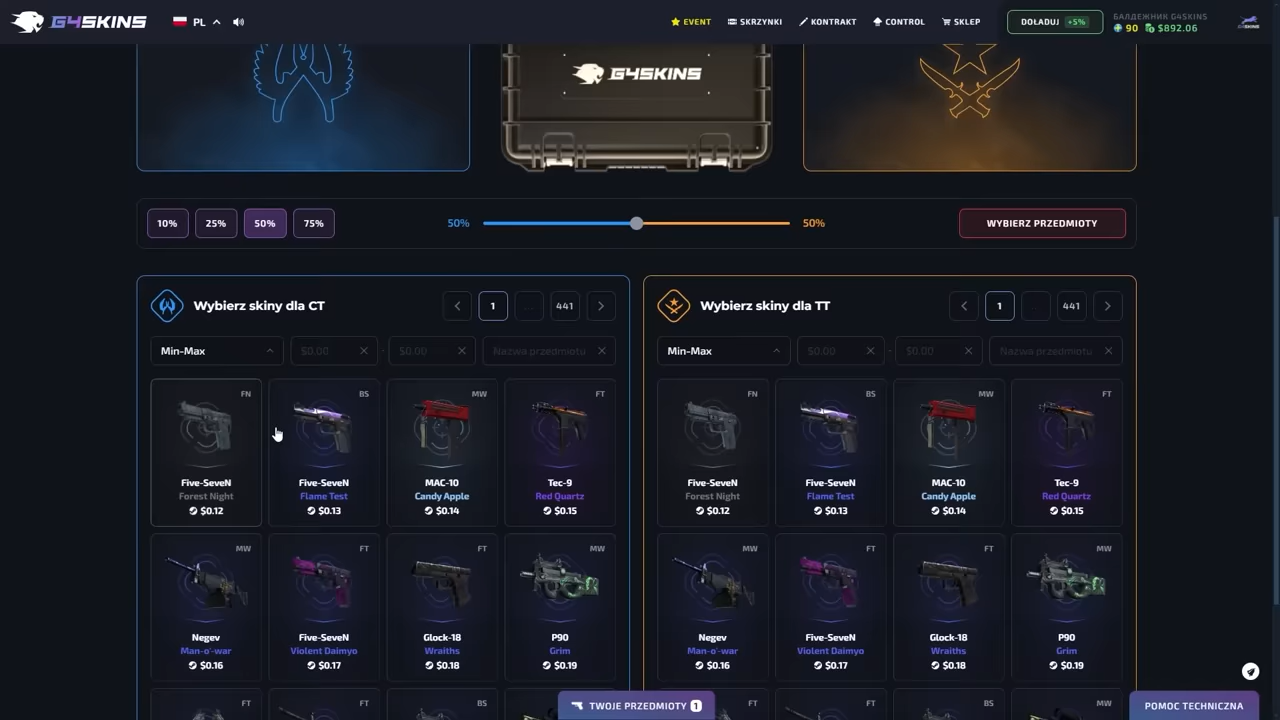 G4SKINS
PL
EVENT
SKRZYNKI
KONTRAKT
CONTROL
SKLEP
DOŁADUJ +5%
БАЛДЕЖНИК G4SKINS
90 $892.06
G4SKINS
10% 25% 50% 75%
50% 50%
WYBIERZ PRZEDMIOTY
Wybierz skiny dla CT
1 ... 441
Min-Max $0.00 - $0.00 Nazwa przedmiotu
FN
Five-SeveN
Forest Night
$0.12
BS
Five-SeveN
Flame Test
$0.13
MW
MAC-10
Candy Apple
$0.14
FT
Tec-9
Red Quartz
$0.15
MW
Negev
Man-o'-war
$0.16
FT
Five-SeveN
Violent Daimyo
$0.17
FT
Glock-18
Wraiths
$0.18
MW
P90
Grim
$0.19
FT
FT
BS
Wybierz skiny dla TT
1 ... 441
Min-Max $0.00 - $0.00 Nazwa przedmiotu
FN
Five-SeveN
Forest Night
$0.12
BS
Five-SeveN
Flame Test
$0.13
MW
MAC-10
Candy Apple
$0.14
FT
Tec-9
Red Quartz
$0.15
MW
Negev
Man-o'-war
$0.16
FT
Five-SeveN
Violent Daimyo
$0.17
FT
Glock-18
Wraiths
$0.18
MW
P90
Grim
$0.19
FT
FT
BS
MW
TWOJE PRZEDMIOTY 1
POMOC TECHNICZNA